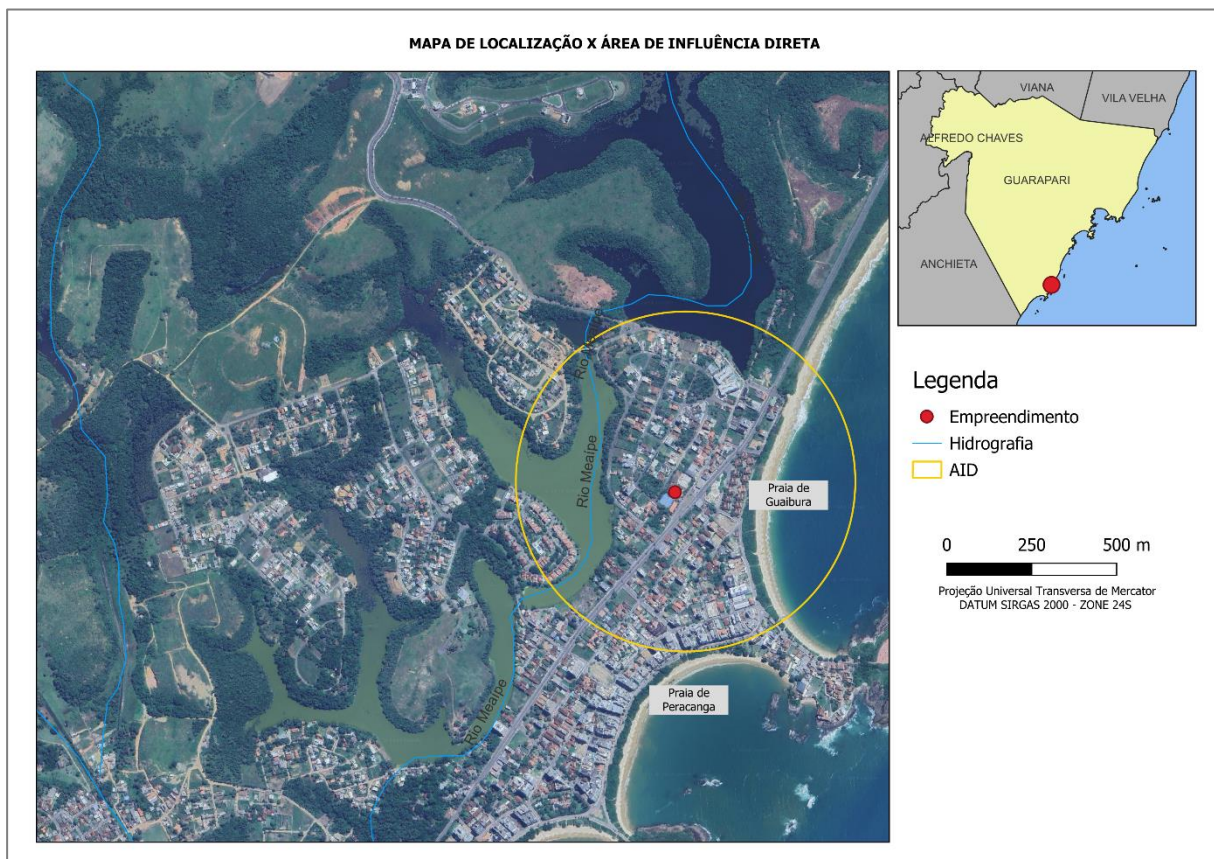 MAPA DE LOCALIZAÇÃO X ÁREA DE INFLUÊNCIA DIRETA
VIANA
VILA VELHA
ALFREDO CHAVES
GUARAPARI
ANCHIETA
Rio Meaípe
Rio Meaípe
Praia de
Guaibura
Rio Meaípe
Praia de
Peracanga
Legenda
Empreendimento
Hidrografia
AID
0 250 500 m
Projeção Universal Transversa de Mercator
DATUM SIRGAS 2000 - ZONE 24S